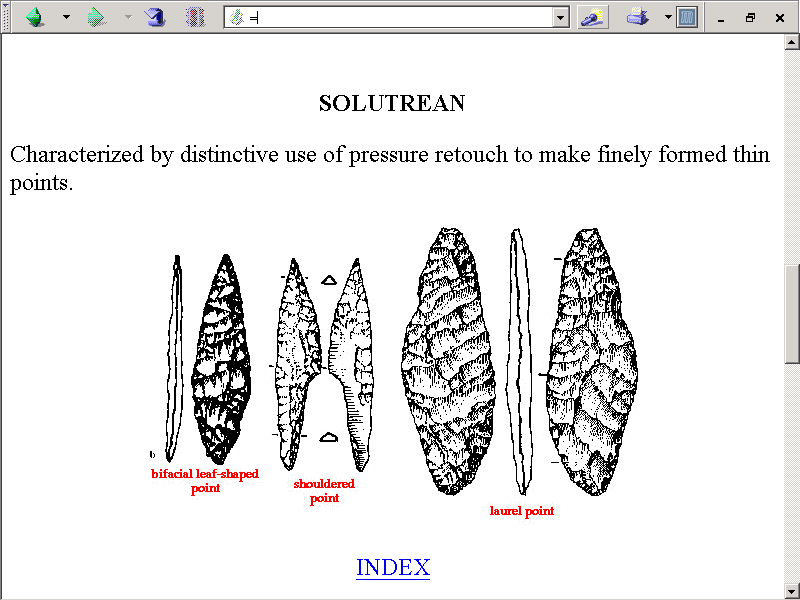 =
SOLUTREAN
Characterized by distinctive use of pressure retouch to make finely formed thin
points.
b
bifacial leaf-shaped
point
shouldered
point
laurel point
INDEX